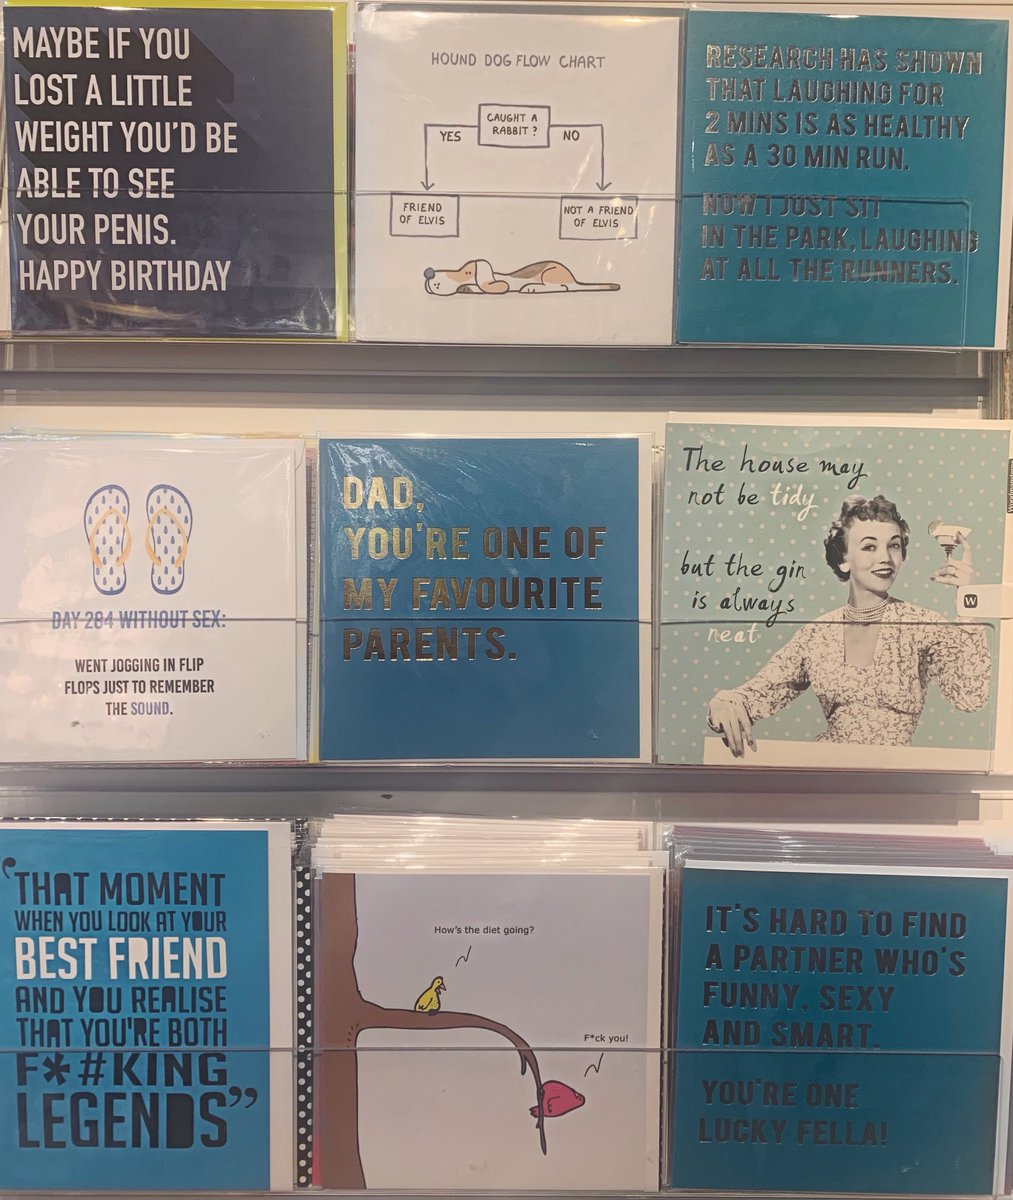 MAYBE IF YOU
LOST A LITTLE
WEIGHT YOU'D BE
ABLE TO SEE
YOUR PENIS.
HAPPY BIRTHDAY
HOUND DOG FLOW CHART
CAUGHT A
RABBIT?
YES
NO
FRIEND
OF ELVIS
NOT A FRIEND
OF ELVIS
RESEARCH HAS SHOWN
THAT LAUGHING FOR
2 MINS IS AS HEALTHY
AS A 30 MIN RUN.
NOW I JUST SIT
IN THE PARK, LAUGHING
AT ALL THE RUNNERS.
DAY 284 WITHOUT SEX:
WENT JOGGING IN FLIP
FLOPS JUST TO REMEMBER
THE SOUND.
DAD,
YOU'RE ONE OF
MY FAVOURITE
PARENTS.
The house may
not be tidy
but the gin
is always
neat
W
"THAT MOMENT
WHEN YOU LOOK AT YOUR
BEST FRIEND
AND YOU REALISE
THAT YOU'RE BOTH
F*#KING
LEGENDS"
How's the diet going?
F*ck you!
IT'S HARD TO FIND
A PARTNER WHO'S
FUNNY, SEXY
AND SMART.
YOU'RE ONE
LUCKY FELLA!